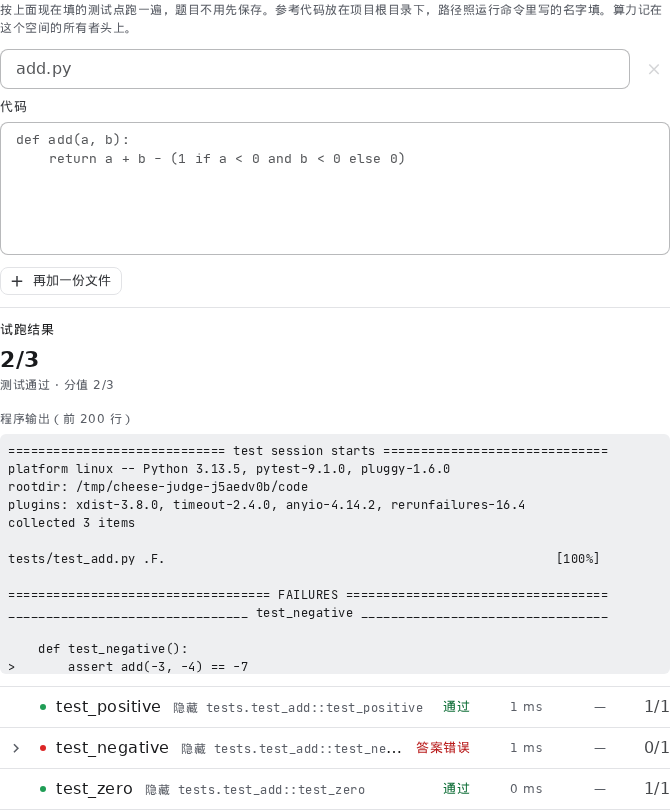 按上面现在填的测试点跑一遍，题目不用先保存。参考代码放在项目根目录下，路径照运行命令里写的名字填。算力记在
这个空间的所有者头上。
add.py
代码
def add(a, b):
    return a + b - (1 if a < 0 and b < 0 else 0)
再加一份文件
试跑结果
2/3
测试通过 · 分值 2/3
程序输出（前 200 行）
============================= test session starts ==============================
platform linux -- Python 3.13.5, pytest-9.1.0, pluggy-1.6.0
rootdir: /tmp/cheese-judge-j5aedv0b/code
plugins: xdist-3.8.0, timeout-2.4.0, anyio-4.14.2, rerunfailures-16.4
collected 3 items
tests/test_add.py .F.                                                    [100%]
=================================== FAILURES ===================================
________________________________ test_negative _________________________________
    def test_negative():
>       assert add(-3, -4) == -7
test_positive 隐藏 tests.test_add::test_positive 通过 1 ms — 1/1
test_negative 隐藏 tests.test_add::test_ne... 答案错误 1 ms — 0/1
test_zero 隐藏 tests.test_add::test_zero 通过 0 ms — 1/1